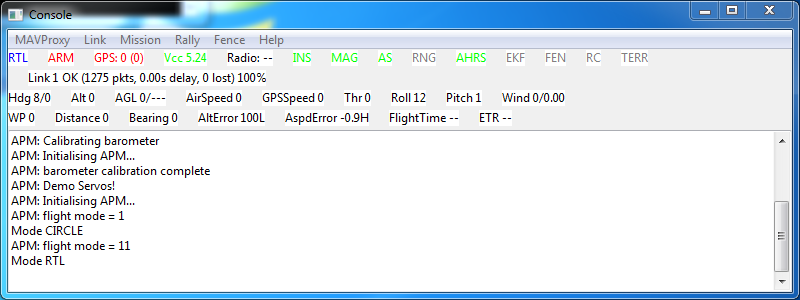 Console
MAVProxy Link Mission Rally Fence Help
RTL ARM GPS: 0 (0) Vcc 5.24 Radio: -- INS MAG AS RNG AHRS EKF FEN RC TERR
Link 1 OK (1275 pkts, 0.00s delay, 0 lost) 100%
Hdg 8/0 Alt 0 AGL 0/--- AirSpeed 0 GPSSpeed 0 Thr 0 Roll 12 Pitch 1 Wind 0/0.00
WP 0 Distance 0 Bearing 0 AltError 100L AspdError -0.9H FlightTime -- ETR --
APM: Calibrating barometer
APM: Initialising APM...
APM: barometer calibration complete
APM: Demo Servos!
APM: Initialising APM...
APM: flight mode = 1
Mode CIRCLE
APM: flight mode = 11
Mode RTL